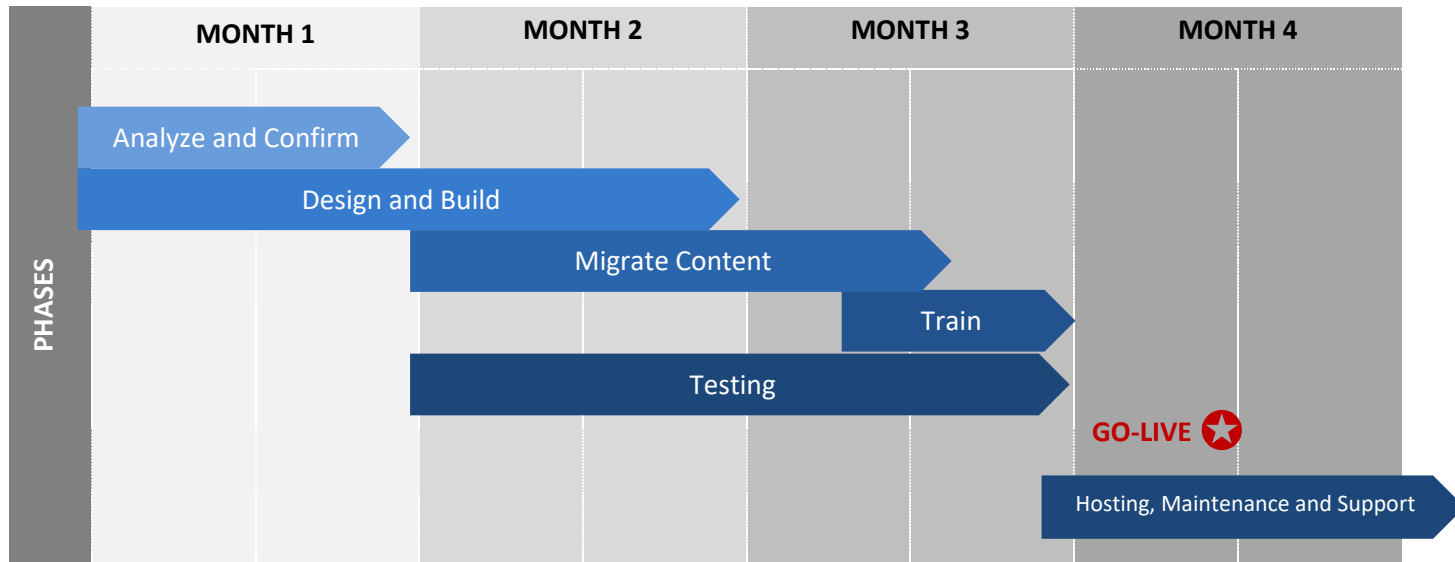 MONTH 1
MONTH 2
MONTH 3
MONTH 4
PHASES
Analyze and Confirm
Design and Build
Migrate Content
Train
Testing
GO-LIVE
Hosting, Maintenance and Support